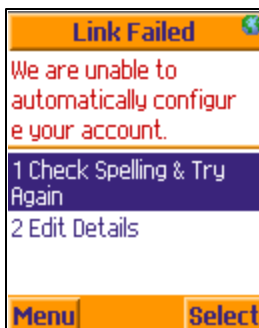 Link Failed
We are unable to
automatically configur
e your account.
1 Check Spelling & Try
Again
2 Edit Details
Menu Select